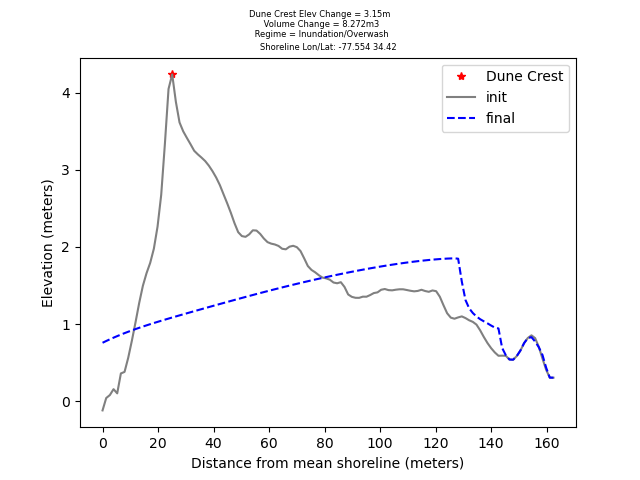 Dune Crest Elev Change = 3.15m
Volume Change = 8.272m3
Regime = Inundation/Overwash
Shoreline Lon/Lat: -77.554 34.42
Dune Crest
init
final
Elevation (meters)
4
3
2
1
0
0 20 40 60 80 100 120 140 160
Distance from mean shoreline (meters)